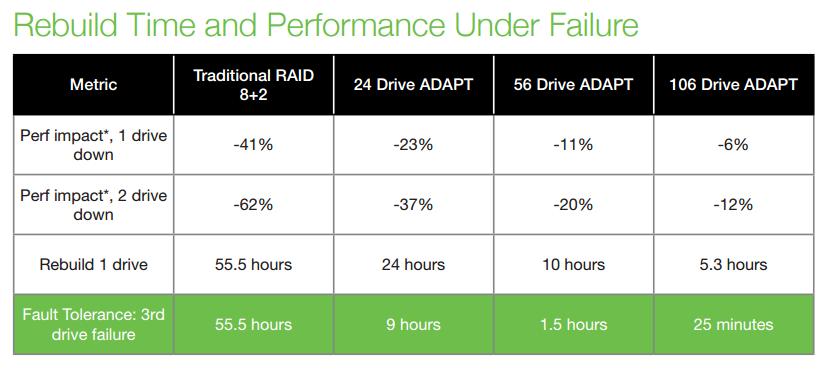 Rebuild Time and Performance Under Failure
Metric
Traditional RAID
8+2
24 Drive ADAPT
56 Drive ADAPT
106 Drive ADAPT
Perf impact*, 1 drive
down
-41%
-23%
-11%
-6%
Perf impact*, 2 drive
down
-62%
-37%
-20%
-12%
Rebuild 1 drive
55.5 hours
24 hours
10 hours
5.3 hours
Fault Tolerance: 3rd
drive failure
55.5 hours
9 hours
1.5 hours
25 minutes